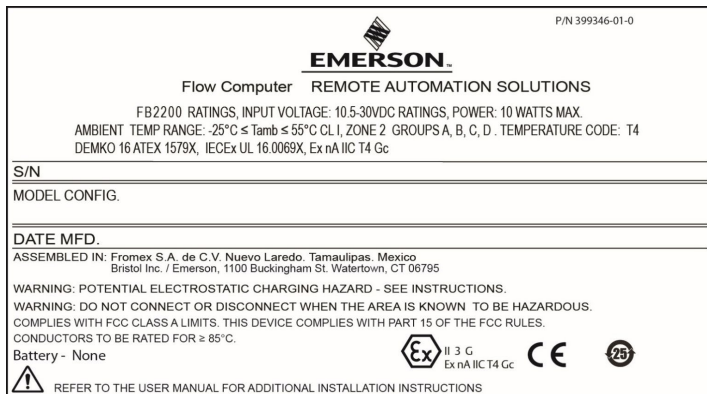 P/N 399346-01-0
EMERSON™
Flow Computer REMOTE AUTOMATION SOLUTIONS
FB2200 RATINGS, INPUT VOLTAGE: 10.5-30VDC RATINGS, POWER: 10 WATTS MAX.
AMBIENT TEMP RANGE: -25°C ≤ Tamb ≤ 55°C CL I, ZONE 2 GROUPS A, B, C, D . TEMPERATURE CODE: T4
DEMKO 16 ATEX 1579X, IECEx UL 16.0069X, Ex nA IIC T4 Gc
S/N
MODEL CONFIG.
DATE MFD.
ASSEMBLED IN: Fromex S.A. de C.V. Nuevo Laredo. Tamaulipas. Mexico
Bristol Inc. / Emerson, 1100 Buckingham St. Watertown, CT 06795
WARNING: POTENTIAL ELECTROSTATIC CHARGING HAZARD - SEE INSTRUCTIONS.
WARNING: DO NOT CONNECT OR DISCONNECT WHEN THE AREA IS KNOWN TO BE HAZARDOUS.
COMPLIES WITH FCC CLASS A LIMITS. THIS DEVICE COMPLIES WITH PART 15 OF THE FCC RULES.
CONDUCTORS TO BE RATED FOR ≥ 85°C.
Battery - None
Ex II 3 G
Ex nA IIC T4 Gc
CE
25
REFER TO THE USER MANUAL FOR ADDITIONAL INSTALLATION INSTRUCTIONS